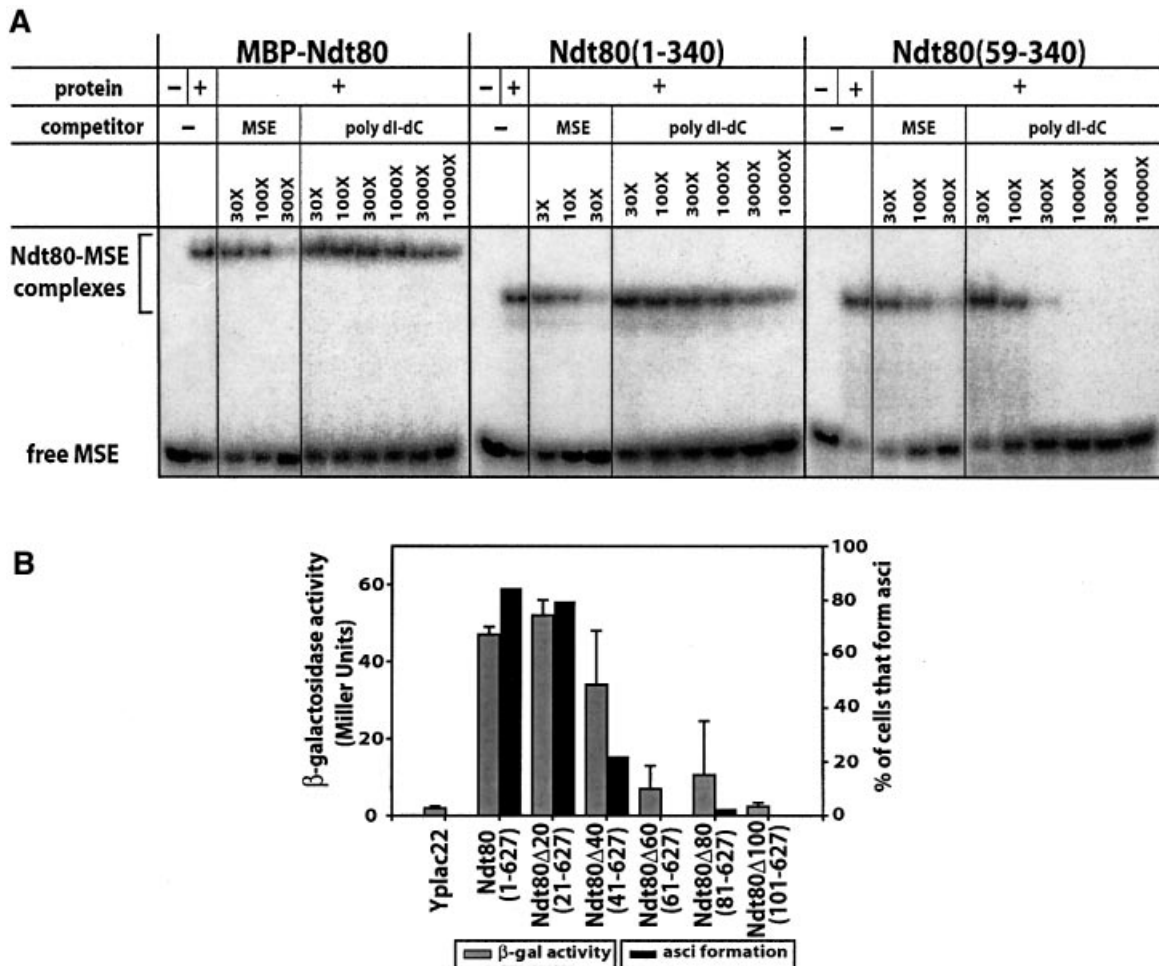 A
MBP-Ndt80 Ndt80(1-340) Ndt80(59-340)
protein − + + − + + − + +
competitor − MSE poly dI-dC − MSE poly dI-dC − MSE poly dI-dC
30X 100X 300X 30X 100X 300X 1000X 3000X 10000X 3X 10X 30X 30X 100X 300X 1000X 3000X 10000X 30X 100X 300X 30X 100X 300X 1000X 3000X 10000X
Ndt80-MSE
complexes
free MSE
B
β-galactosidase activity
(Miller Units)
60
40
20
0
100
80
60
40
20
0
% of cells that form asci
Yplac22
Ndt80
(1-627)
Ndt80Δ20
(21-627)
Ndt80Δ40
(41-627)
Ndt80Δ60
(61-627)
Ndt80Δ80
(81-627)
Ndt80Δ100
(101-627)
β-gal activity asci formation